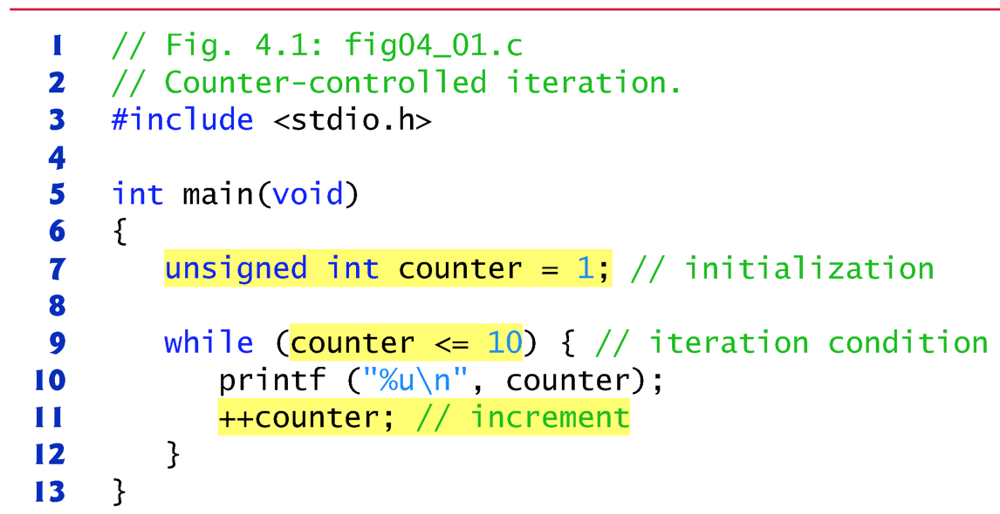 1 // Fig. 4.1: fig04_01.c
2 // Counter-controlled iteration.
3 #include <stdio.h>
4
5 int main(void)
6 {
7 unsigned int counter = 1; // initialization
8
9 while (counter <= 10) { // iteration condition
10 printf ("%u\n", counter);
11 ++counter; // increment
12 }
13 }